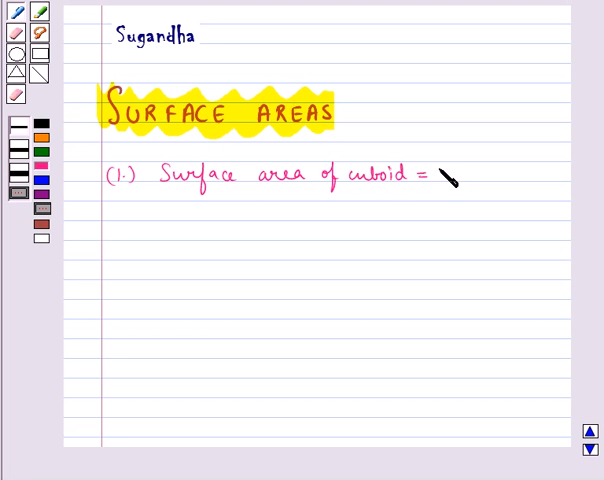 Sugandha
SURFACE AREAS
(1.) Surface area of cuboid =